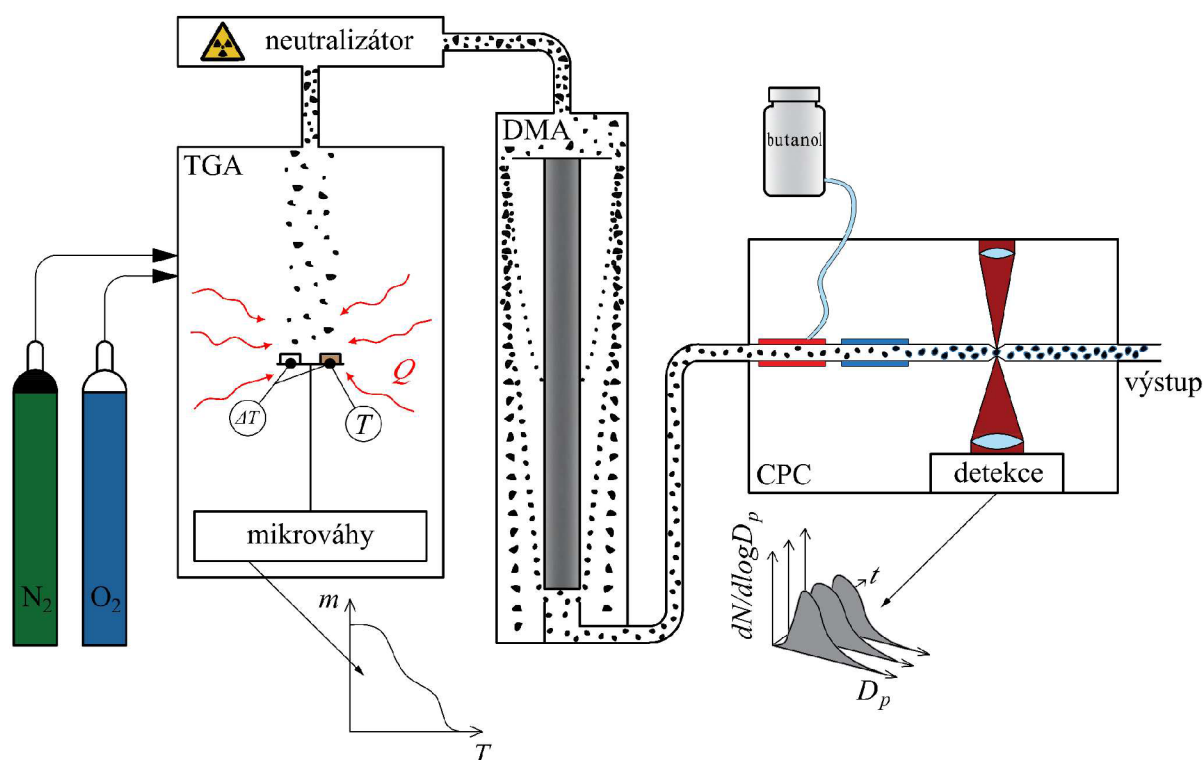 neutralizátor
DMA
butanol
TGA
Q
ΔT
T
výstup
CPC
detekce
mikrováhy
N₂
O₂
m
T
dN/dlogDₚ
t
Dₚ